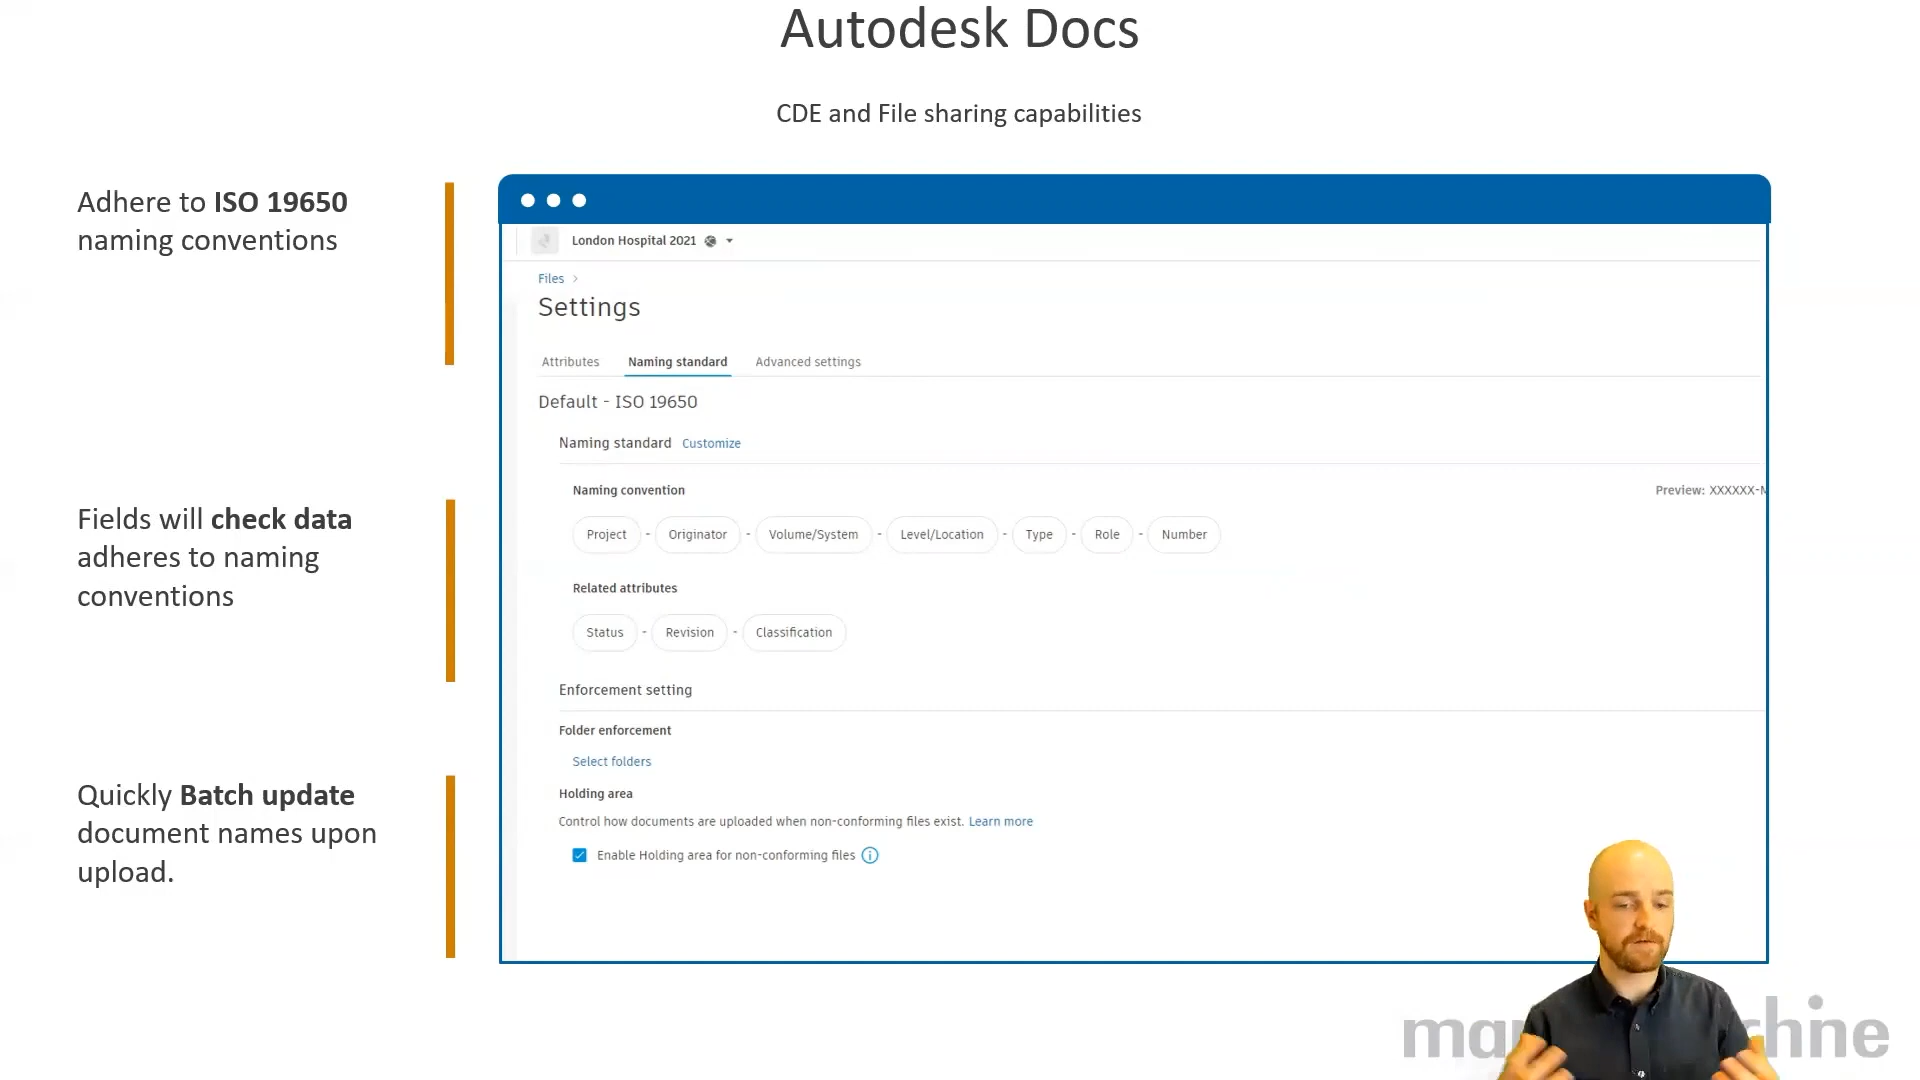 Autodesk Docs
CDE and File sharing capabilities
Adhere to ISO 19650
naming conventions
Fields will check data
adheres to naming
conventions
Quickly Batch update
document names upon
upload.
London Hospital 2021
Files >
Settings
Attributes Naming standard Advanced settings
Default - ISO 19650
Naming standard Customize
Naming convention Preview: XXXXXX-
Project - Originator - Volume/System - Level/Location - Type - Role - Number
Related attributes
Status - Revision - Classification
Enforcement setting
Folder enforcement
Select folders
Holding area
Control how documents are uploaded when non-conforming files exist. Learn more
Enable Holding area for non-conforming files